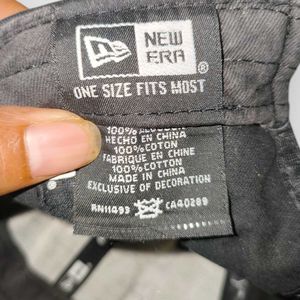 NEW
ERA
®
ONE SIZE FITS MOST
100% ALGODON
HECHO EN CHINA
100% COTON
FABRIQUE EN CHINE
100% COTTON
MADE IN CHINA
EXCLUSIVE OF DECORATION
RN11493 CA40289